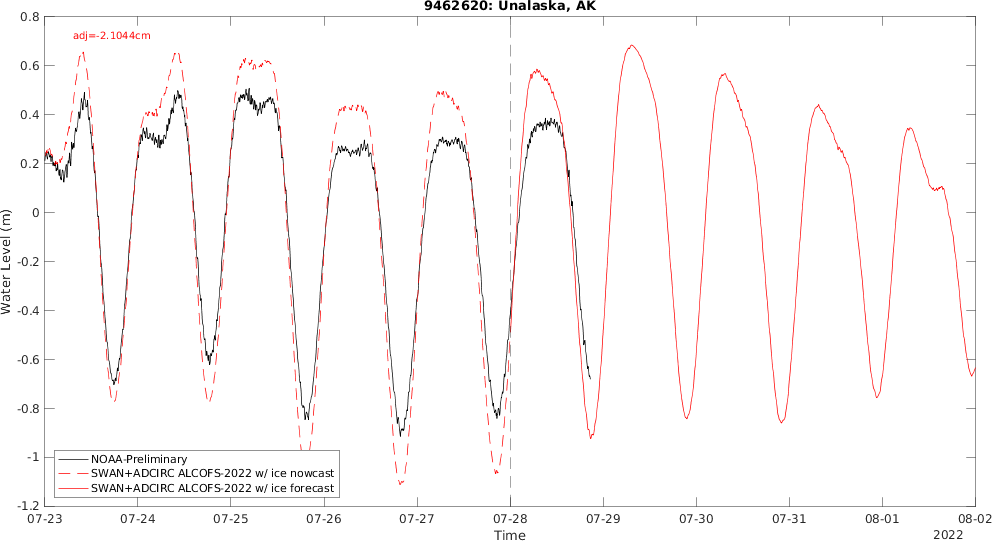 9462620: Unalaska, AK
adj=-2.1044cm
0.8
0.6
0.4
0.2
0
-0.2
-0.4
-0.6
-0.8
-1
-1.2
Water Level (m)
NOAA-Preliminary
SWAN+ADCIRC ALCOFS-2022 w/ ice nowcast
SWAN+ADCIRC ALCOFS-2022 w/ ice forecast
07-23 07-24 07-25 07-26 07-27 07-28 07-29 07-30 07-31 08-01 08-02
Time
2022